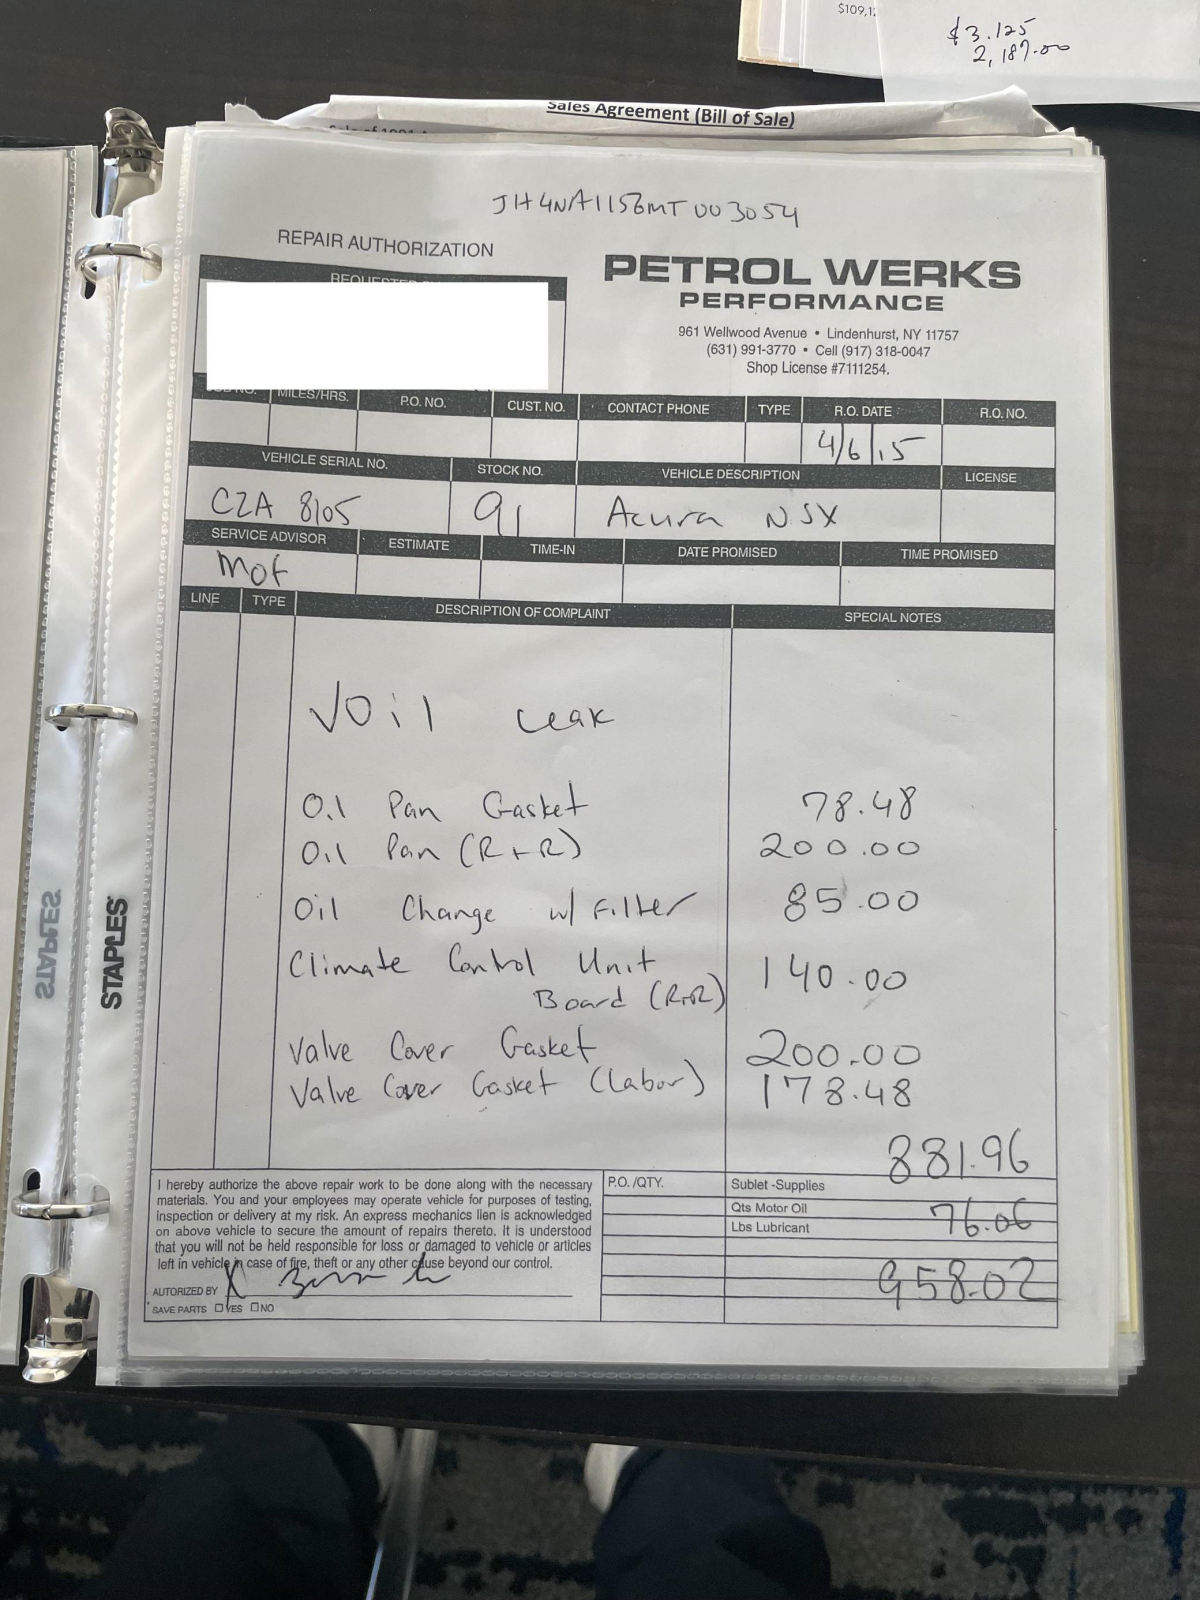 $109,12
$3.125
2,187.00
Sales Agreement (Bill of Sale)
JH4NA1156MT003054
REPAIR AUTHORIZATION
PETROL WERKS
PERFORMANCE
961 Wellwood Avenue • Lindenhurst, NY 11757
(631) 991-3770 • Cell (917) 318-0047
Shop License #7111254.
MILES/HRS. P.O. NO. CUST. NO. CONTACT PHONE TYPE R.O. DATE R.O. NO.
4/6/15
VEHICLE SERIAL NO. STOCK NO. VEHICLE DESCRIPTION LICENSE
CZA 8105 91 Acura NSX
SERVICE ADVISOR ESTIMATE TIME-IN DATE PROMISED TIME PROMISED
LINE TYPE DESCRIPTION OF COMPLAINT SPECIAL NOTES
√ Oil Leak
Oil Pan Gasket 78.48
Oil Pan (R+R) 200.00
Oil Change w/ Filter 85.00
Climate Control Unit
Board (R+R) 140.00
Valve Cover Gasket 200.00
Valve Cover Gasket (Labor) 178.48
881.96
I hereby authorize the above repair work to be done along with the necessary
materials. You and your employees may operate vehicle for purposes of testing,
inspection or delivery at my risk. An express mechanics lien is acknowledged
on above vehicle to secure the amount of repairs thereto. It is understood
that you will not be held responsible for loss or damaged to vehicle or articles
left in vehicle in case of fire, theft or any other cause beyond our control.
AUTORIZED BY X
SAVE PARTS ☐ YES ☐ NO
P.O. /QTY. Sublet -Supplies
Qts Motor Oil 76.06
Lbs Lubricant
958.02
STAPLES
STAPLES